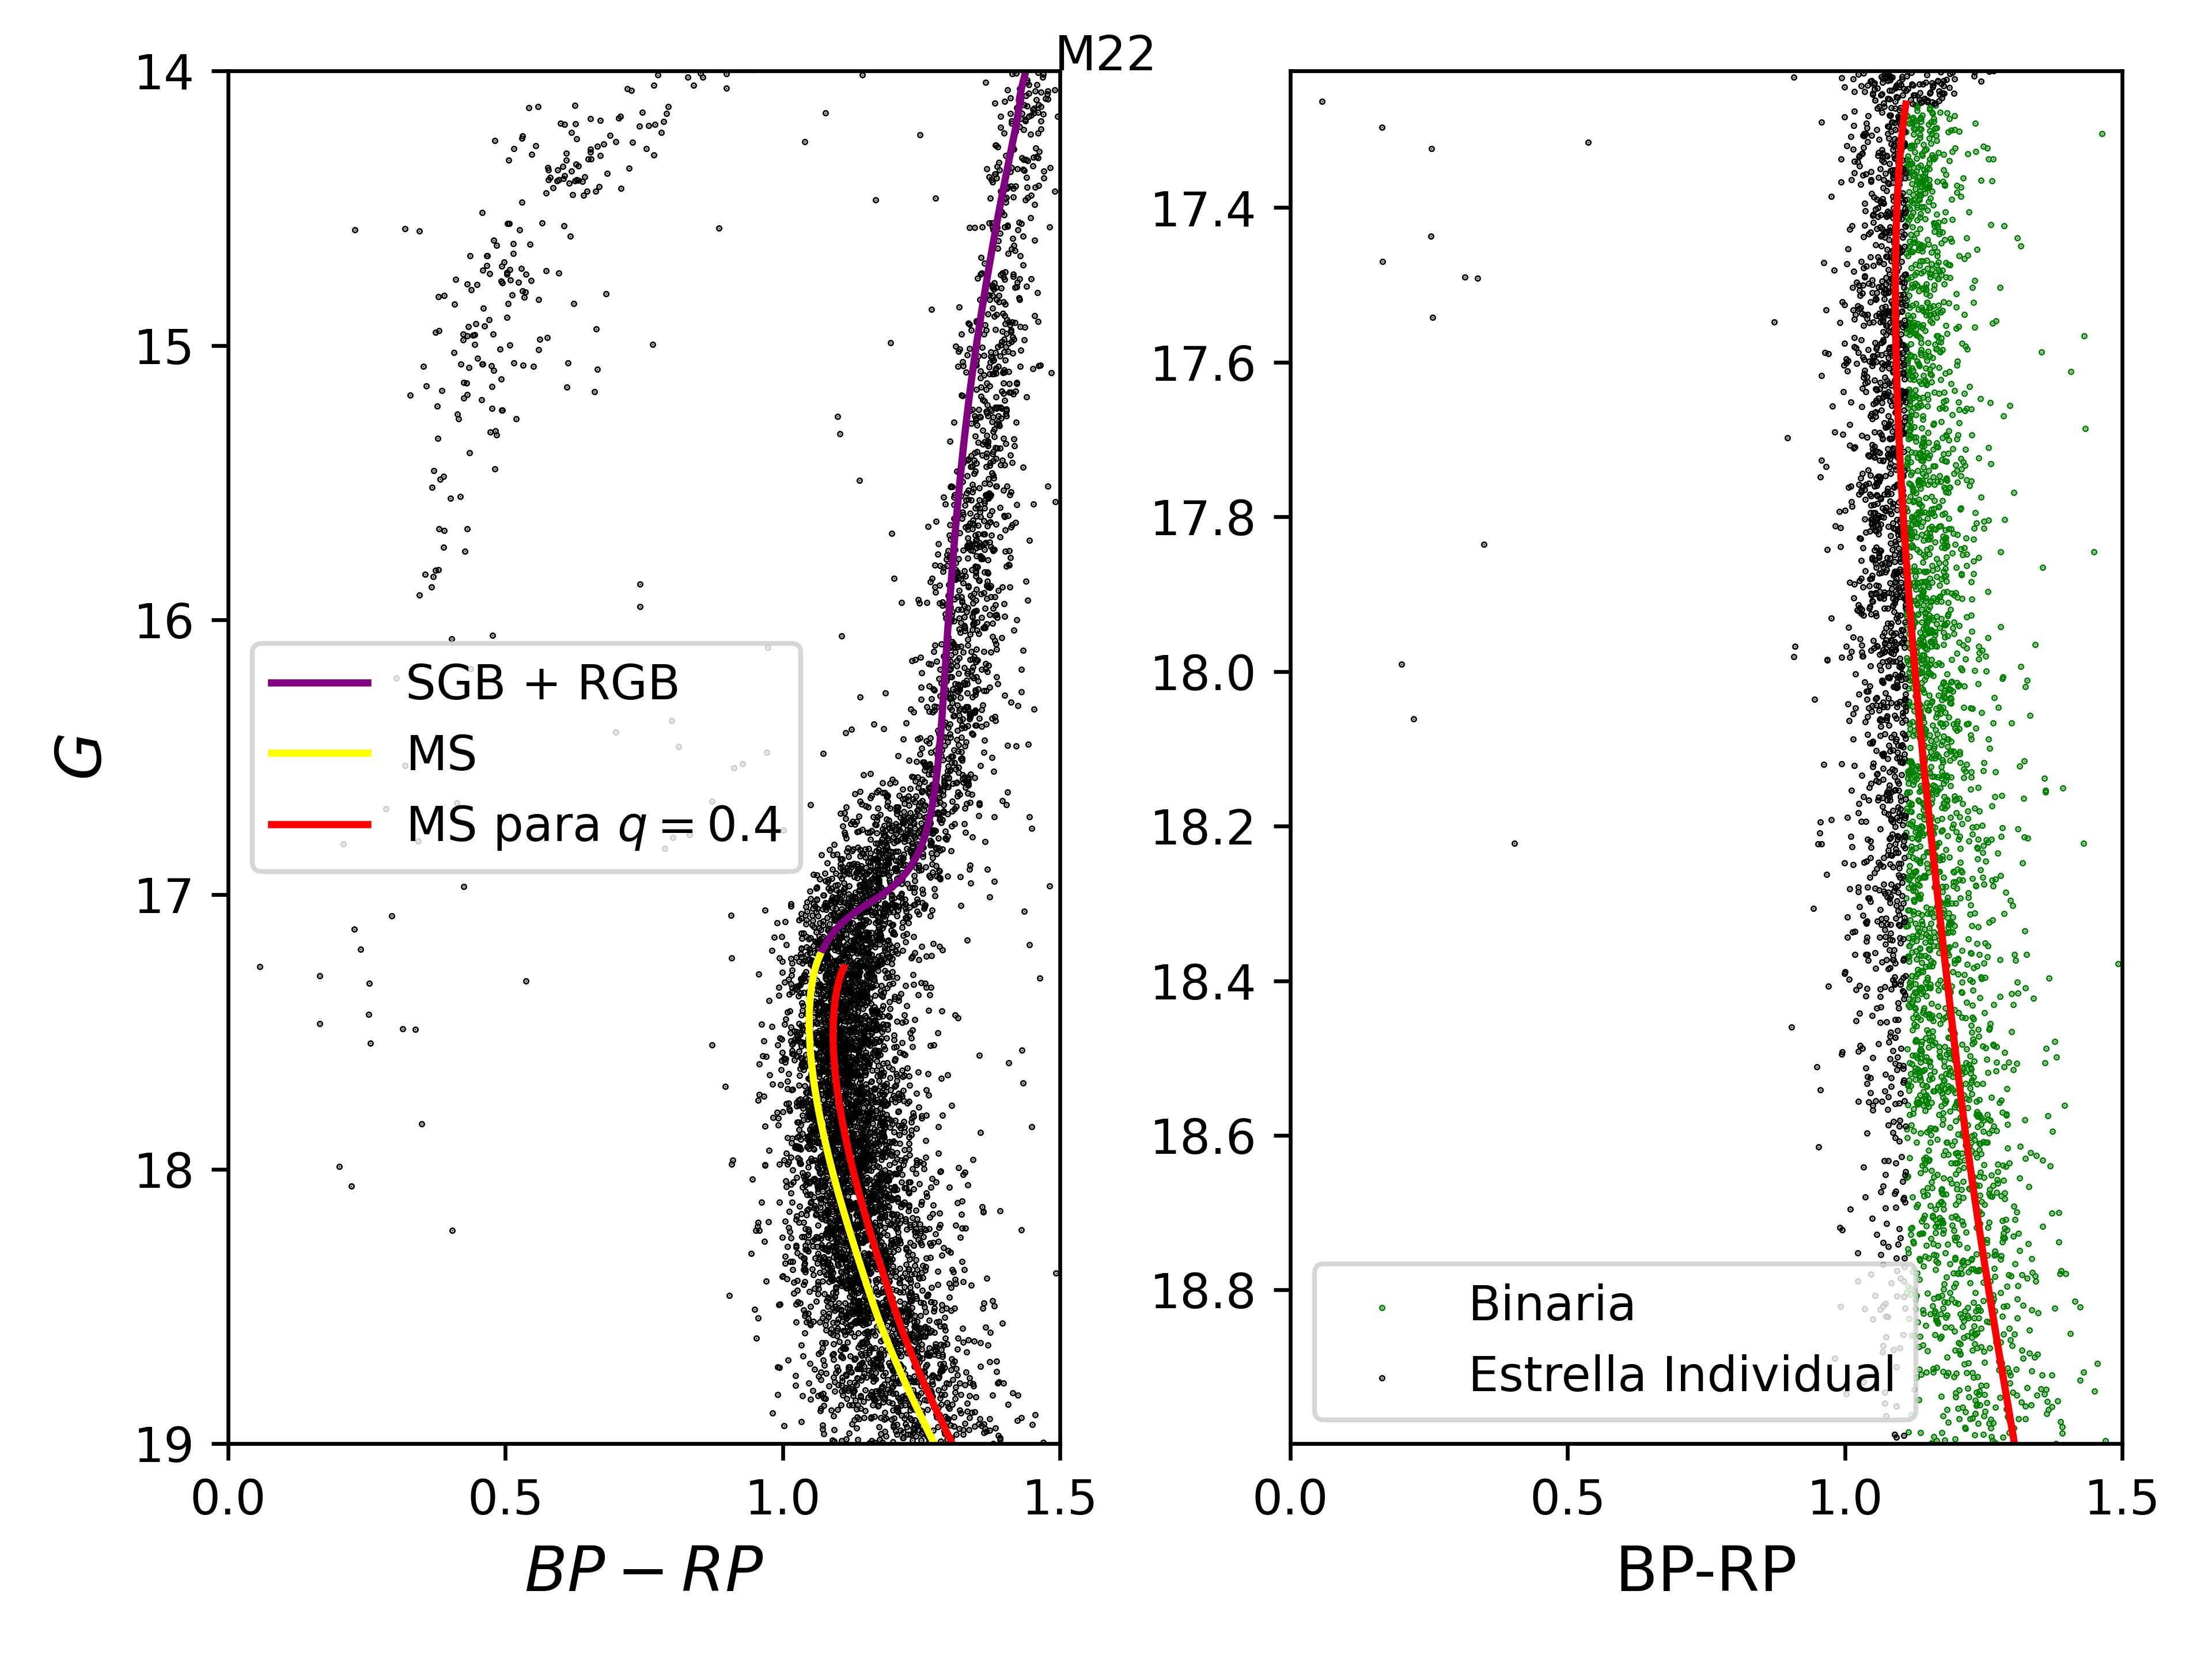 M22
14
15
16
17
18
19
G
SGB + RGB
MS
MS para q = 0.4
0.0
0.5
1.0
1.5
BP − RP
17.4
17.6
17.8
18.0
18.2
18.4
18.6
18.8
Binaria
Estrella Individual
0.0
0.5
1.0
1.5
BP-RP